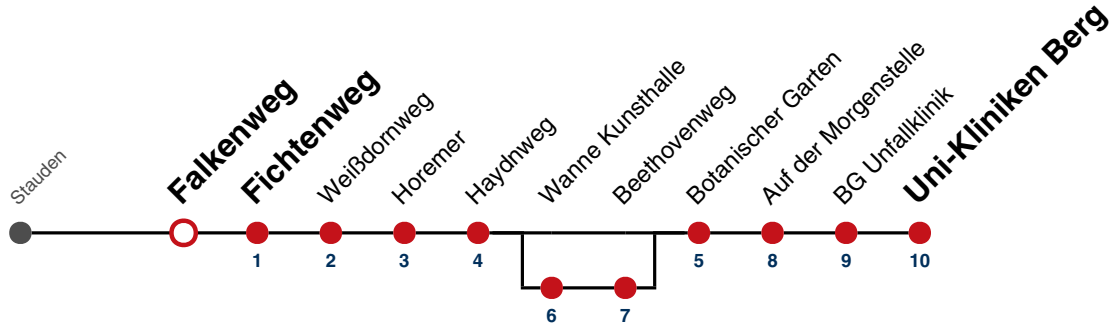 Stauden
Falkenweg
Fichtenweg
Weißdornweg
Horemer
Haydnweg
Wanne Kunsthalle
Beethovenweg
Botanischer Garten
Auf der Morgenstelle
BG Unfallklinik
Uni-Kliniken Berg
1
2
3
4
5
8
9
10
6
7